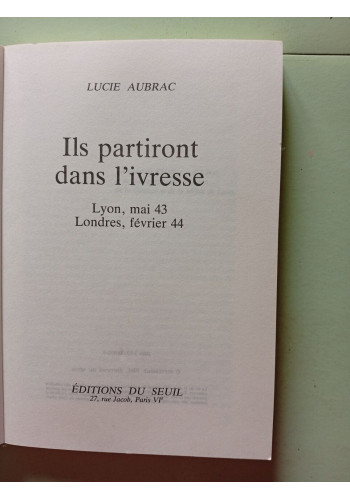 LUCIE AUBRAC
Ils partiront
dans l'ivresse
Lyon, mai 43
Londres, février 44
ÉDITIONS DU SEUIL
27, rue Jacob, Paris VIᵉ